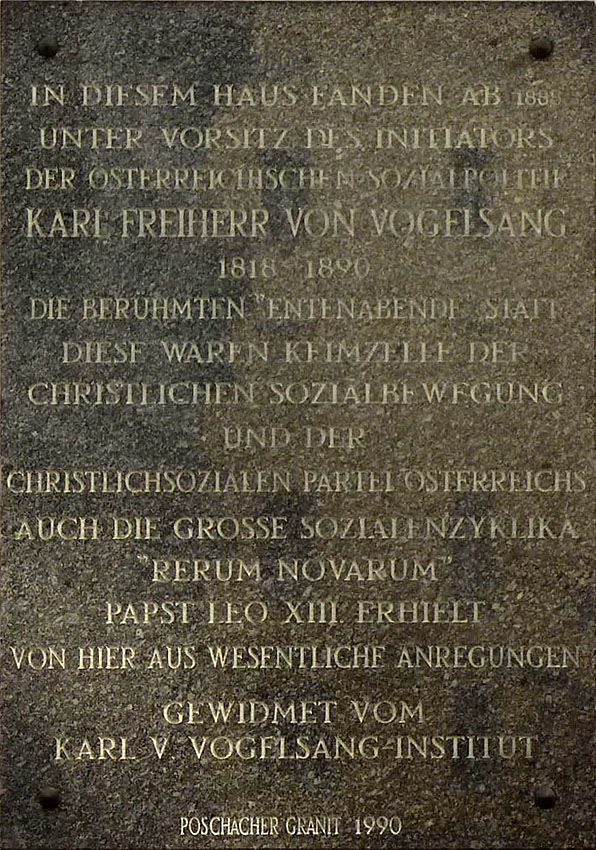 IN DIESEM HAUS FANDEN AB 1888
UNTER VORSITZ DES INITIATORS
DER ÖSTERREICHISCHEN SOZIALPOLITIK
KARL FREIHERR VON VOGELSANG
1818 - 1890
DIE BERÜHMTEN "ENTENABENDE" STATT
DIESE WAREN KEIMZELLE DER
CHRISTLICHEN SOZIALBEWEGUNG
UND DER
CHRISTLICHSOZIALEN PARTEI ÖSTERREICHS
AUCH DIE GROSSE SOZIALENZYKLIKA
"RERUM NOVARUM"
PAPST LEO XIII. ERHIELT
VON HIER AUS WESENTLICHE ANREGUNGEN
GEWIDMET VOM
KARL V. VOGELSANG-INSTITUT
POSCHACHER GRANIT 1990